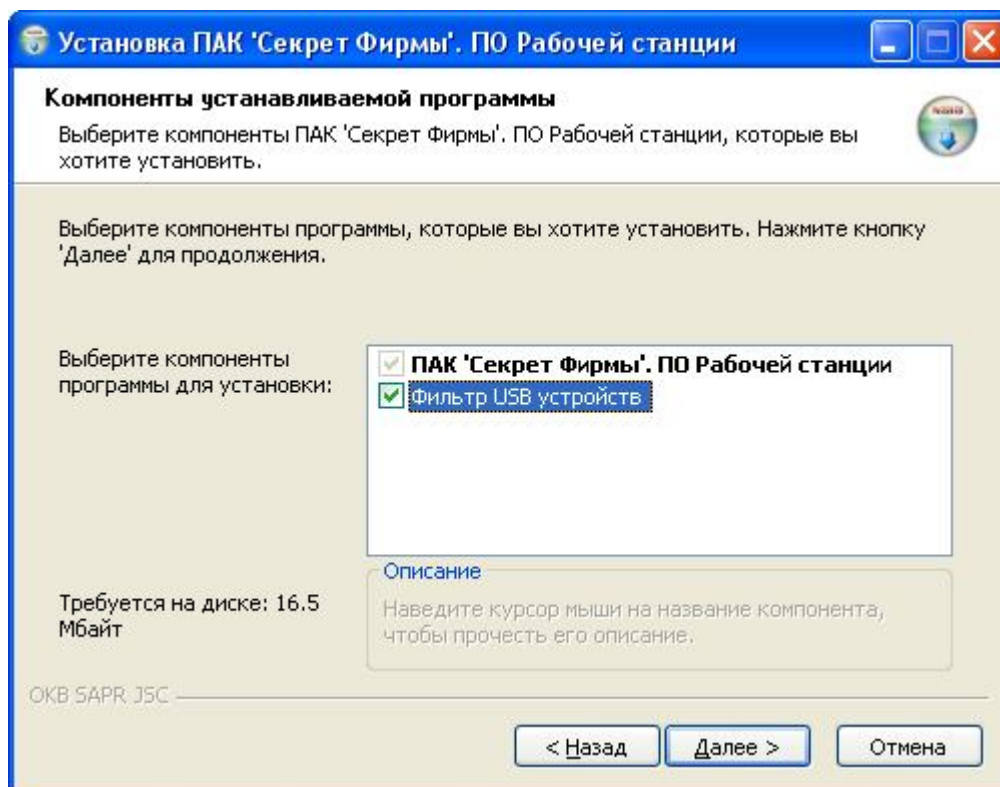 Установка ПАК 'Секрет Фирмы'. ПО Рабочей станции
Компоненты устанавливаемой программы
Выберите компоненты ПАК 'Секрет Фирмы'. ПО Рабочей станции, которые вы
хотите установить.
Выберите компоненты программы, которые вы хотите установить. Нажмите кнопку
'Далее' для продолжения.
Выберите компоненты
программы для установки:
ПАК 'Секрет Фирмы'. ПО Рабочей станции
Фильтр USB устройств
Описание
Требуется на диске: 16.5
Мбайт
Наведите курсор мыши на название компонента,
чтобы прочесть его описание.
OKB SAPR JSC
< Назад
Далее >
Отмена